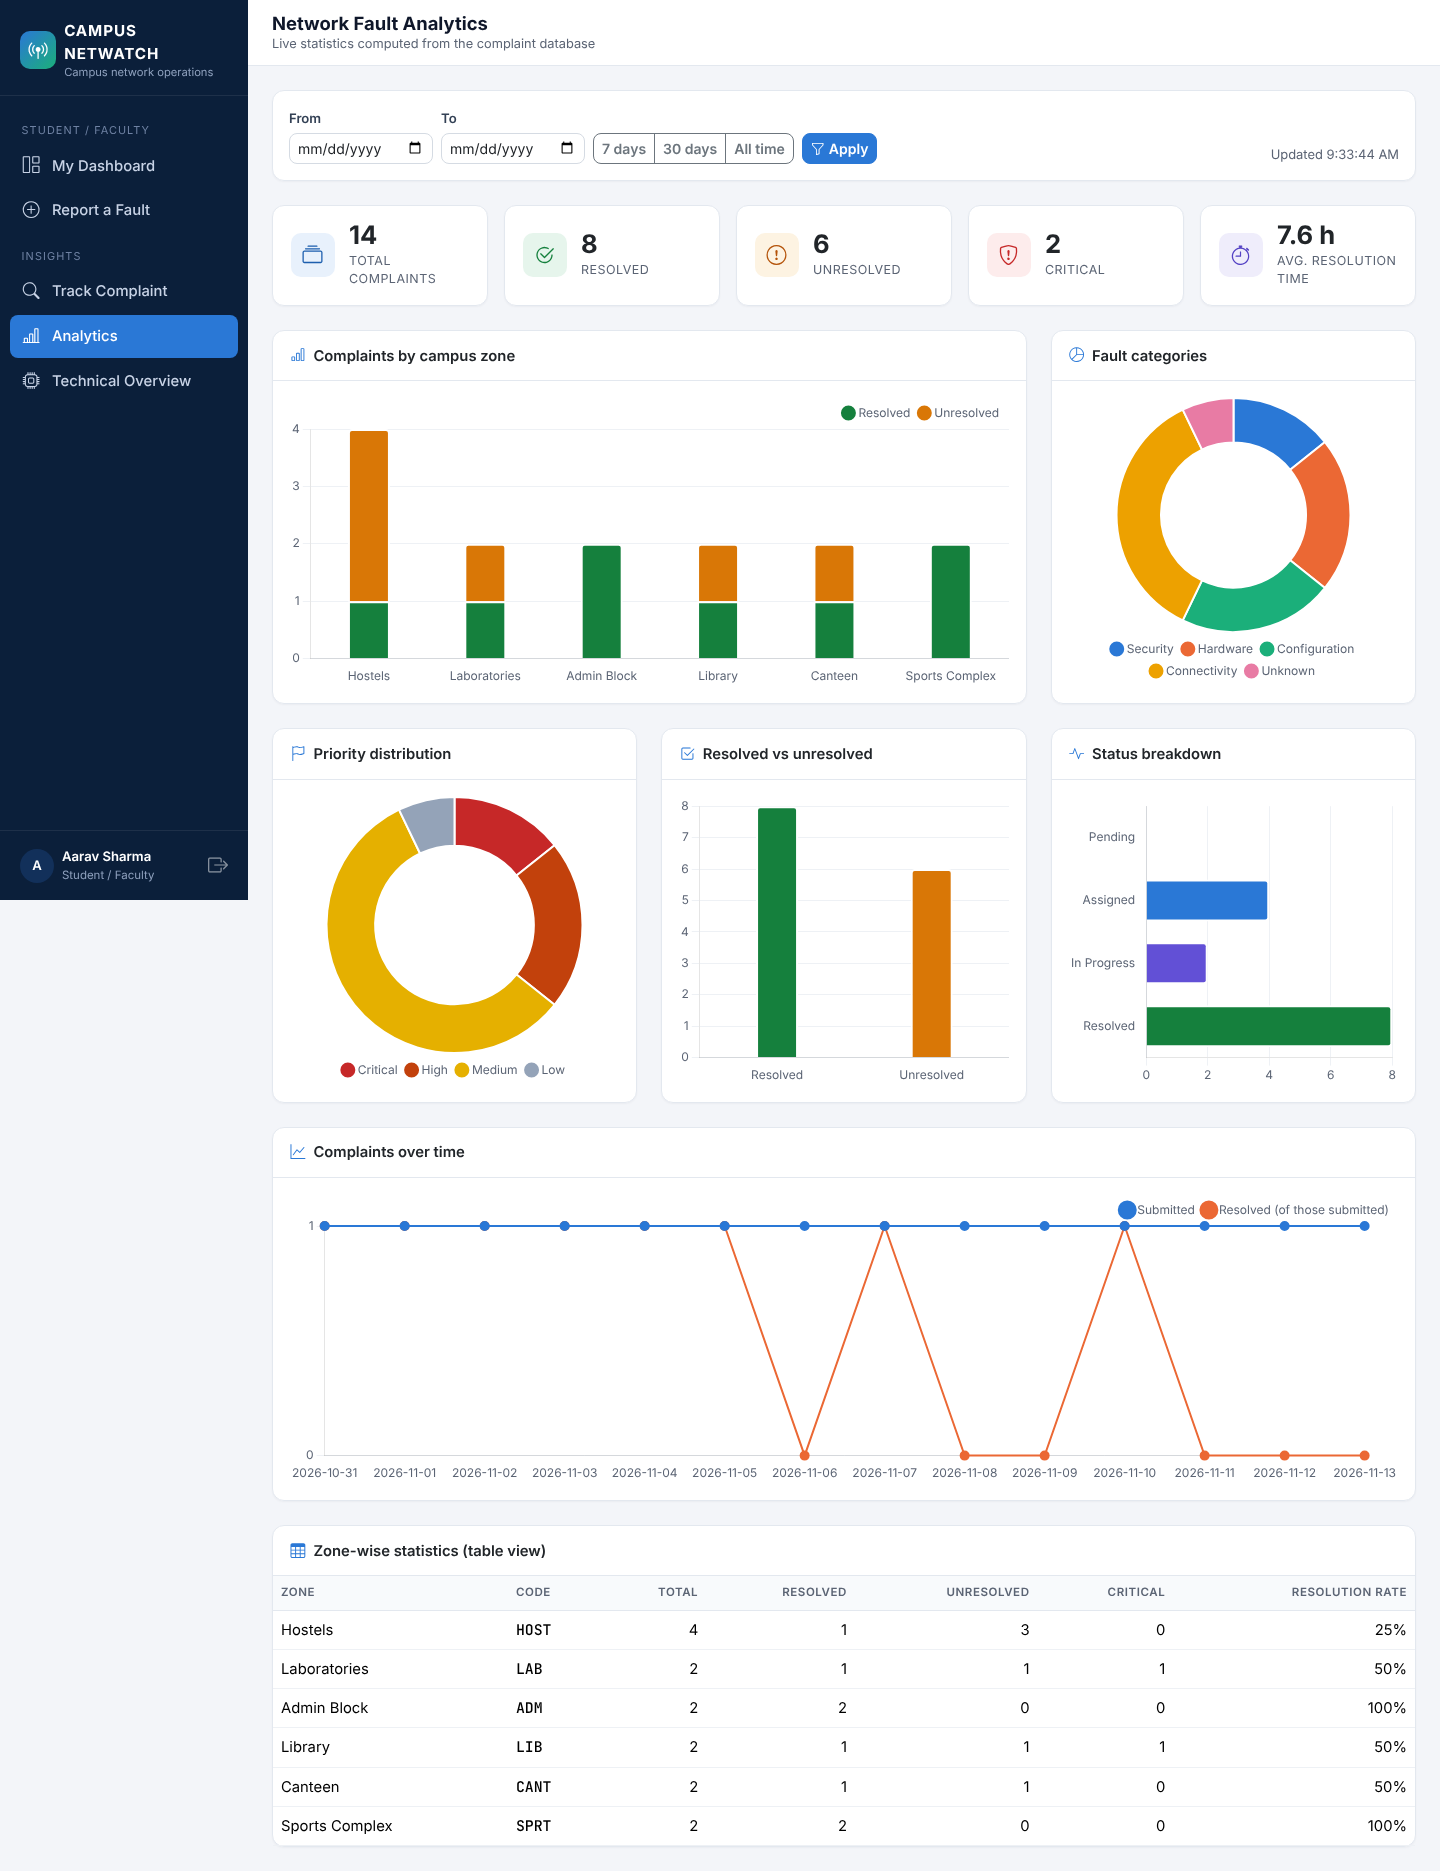 CAMPUS
NETWATCH
Campus network operations
STUDENT / FACULTY
My Dashboard
Report a Fault
INSIGHTS
Track Complaint
Analytics
Technical Overview
A
Aarav Sharma
Student / Faculty
Network Fault Analytics
Live statistics computed from the complaint database
From To
mm/dd/yyyy mm/dd/yyyy 7 days 30 days All time Apply
Updated 9:33:44 AM
14
TOTAL
COMPLAINTS
8
RESOLVED
6
UNRESOLVED
2
CRITICAL
7.6 h
AVG. RESOLUTION
TIME
Complaints by campus zone
Resolved Unresolved
4
3
2
1
0
Hostels Laboratories Admin Block Library Canteen Sports Complex
Fault categories
Security Hardware Configuration
Connectivity Unknown
Priority distribution
Critical High Medium Low
Resolved vs unresolved
8
7
6
5
4
3
2
1
0
Resolved Unresolved
Status breakdown
Pending
Assigned
In Progress
Resolved
0 2 4 6 8
Complaints over time
Submitted Resolved (of those submitted)
1
0
2026-10-31 2026-11-01 2026-11-02 2026-11-03 2026-11-04 2026-11-05 2026-11-06 2026-11-07 2026-11-08 2026-11-09 2026-11-10 2026-11-11 2026-11-12 2026-11-13
Zone-wise statistics (table view)
ZONE CODE TOTAL RESOLVED UNRESOLVED CRITICAL RESOLUTION RATE
Hostels HOST 4 1 3 0 25%
Laboratories LAB 2 1 1 1 50%
Admin Block ADM 2 2 0 0 100%
Library LIB 2 1 1 1 50%
Canteen CANT 2 1 1 0 50%
Sports Complex SPRT 2 2 0 0 100%